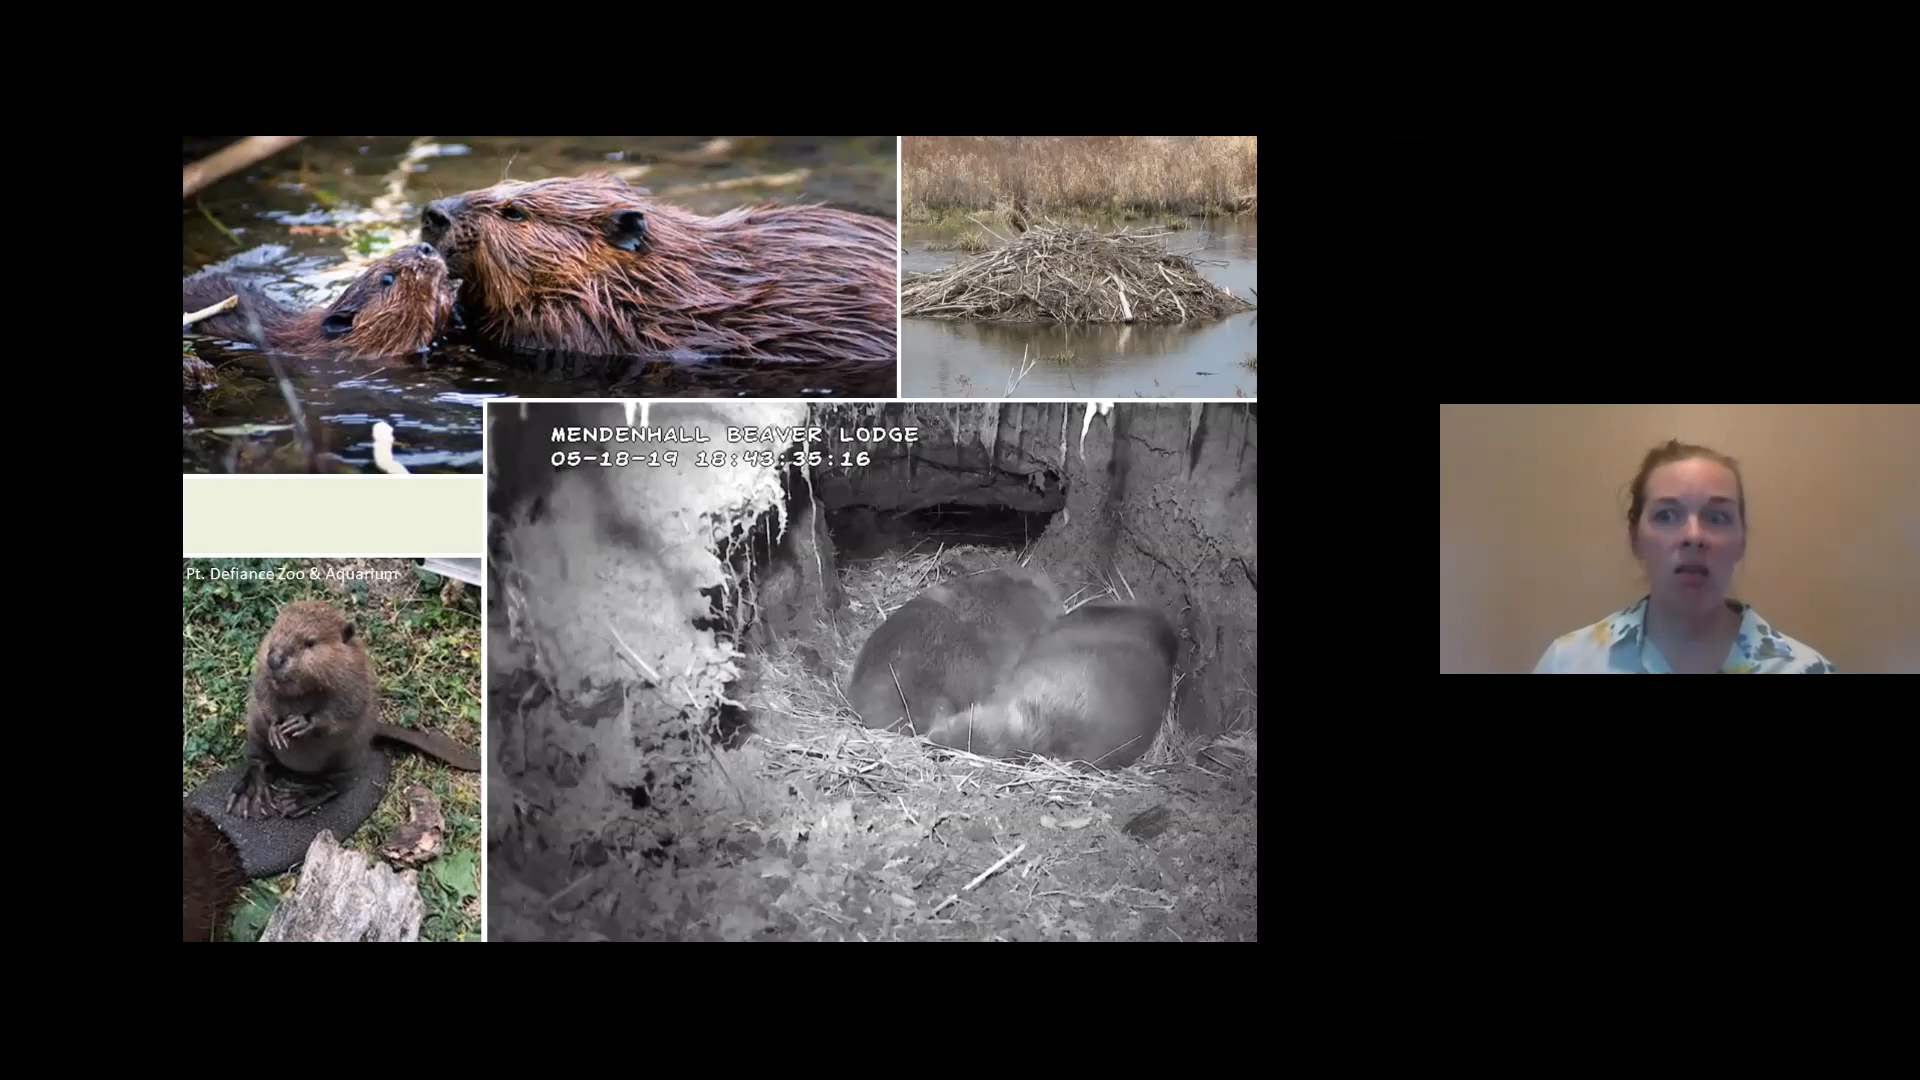 MENDENHALL BEAVER LODGE
05-18-19 18:43:35:16
Pt. Defiance Zoo & Aquarium